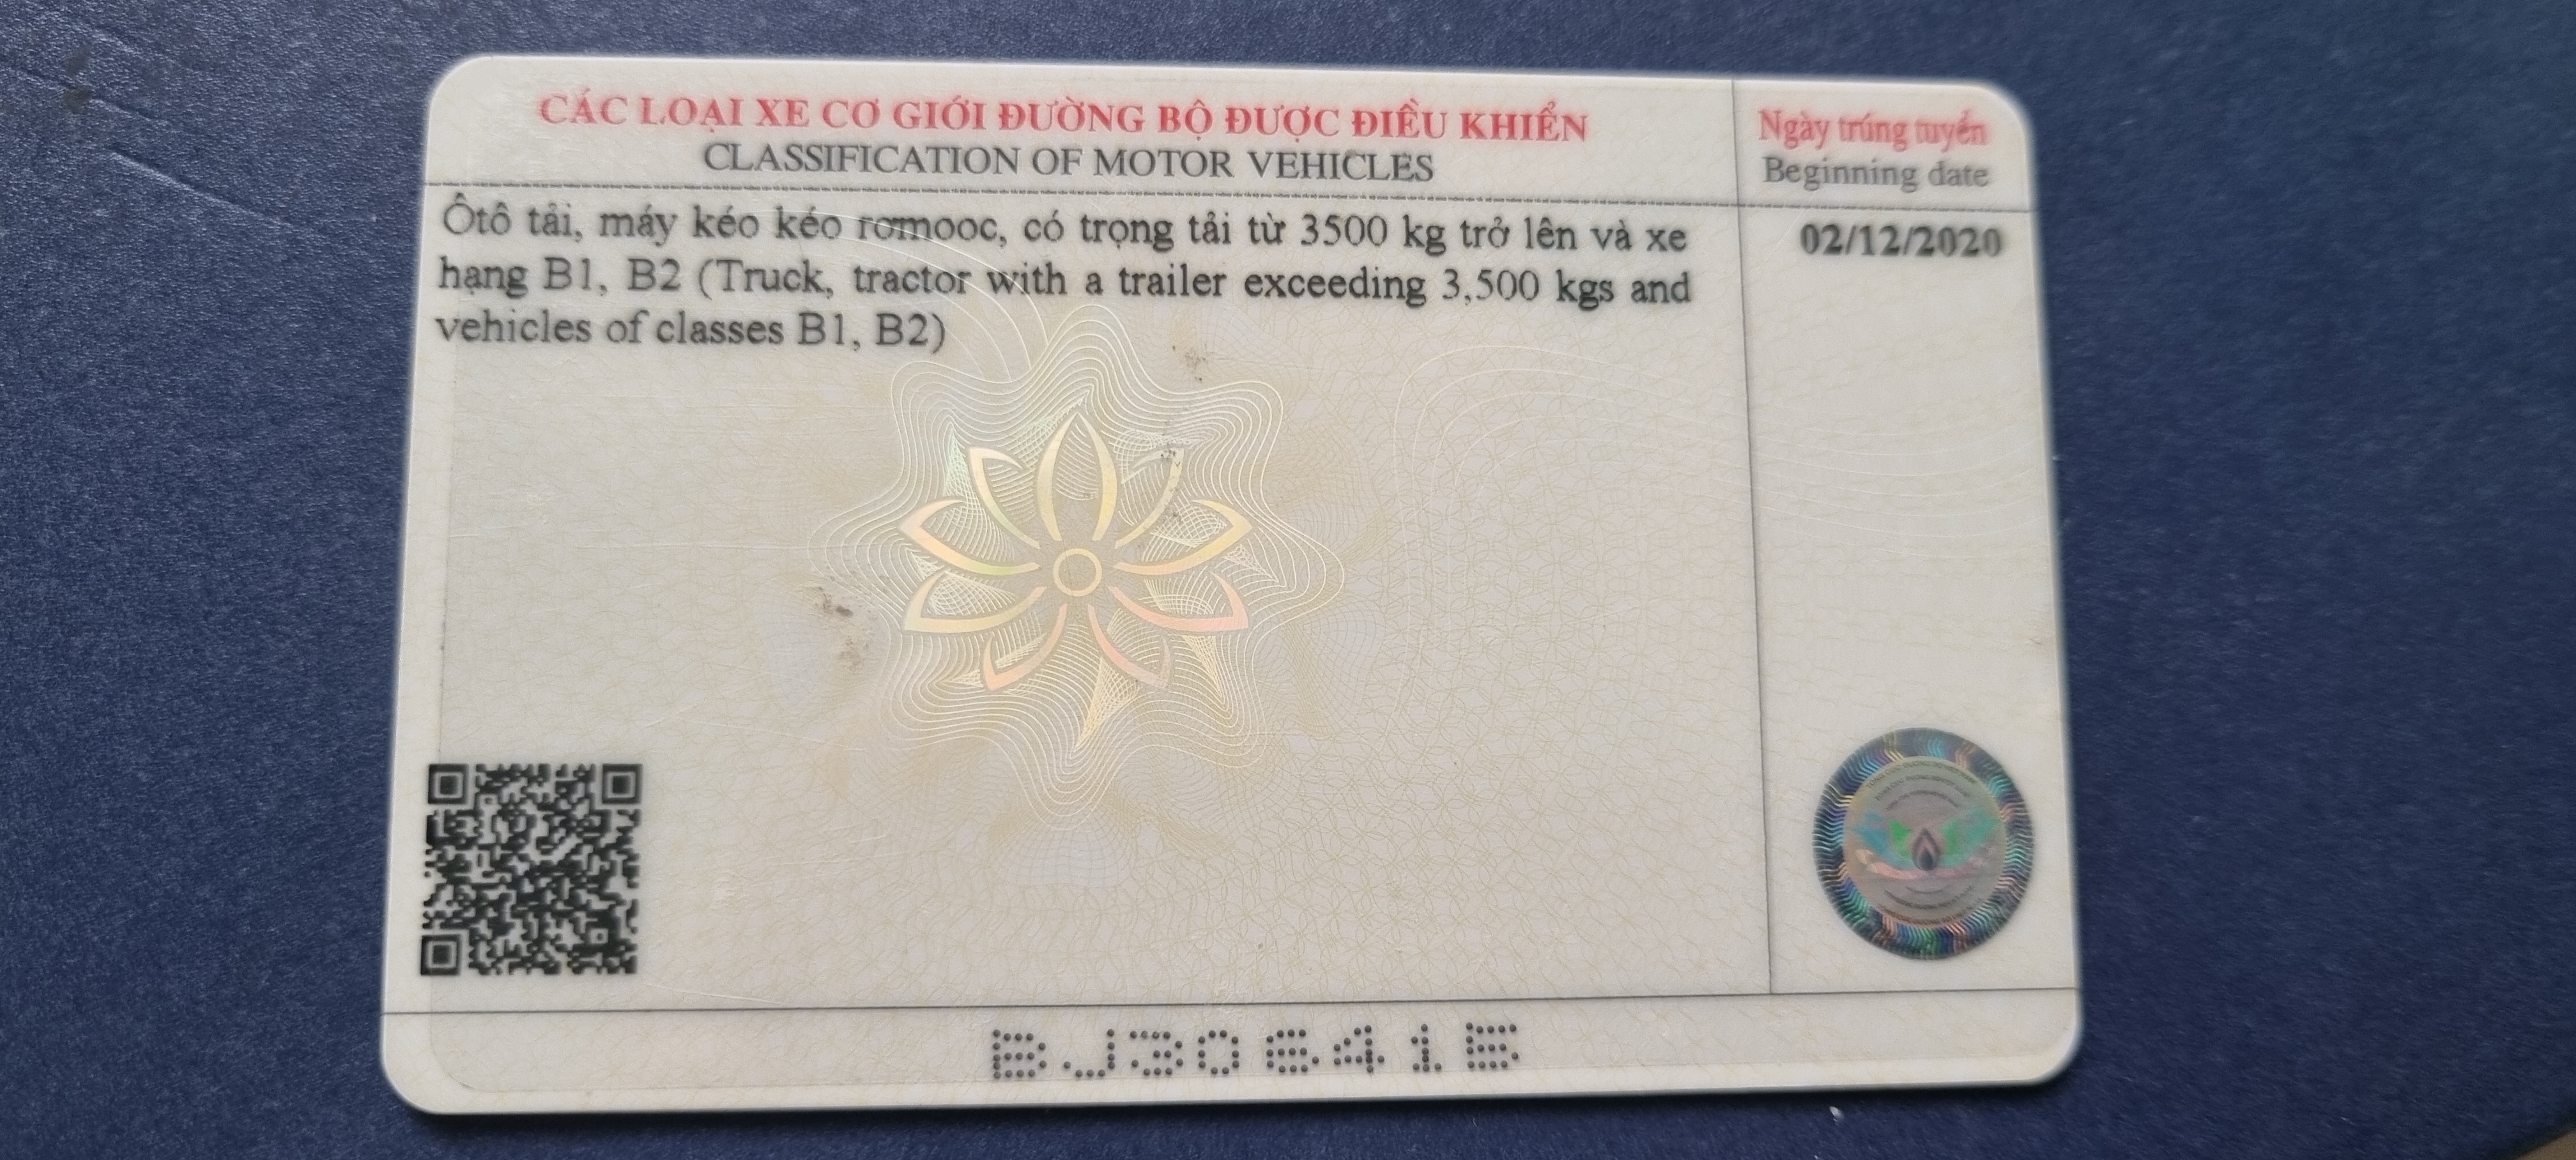 CÁC LOẠI XE CƠ GIỚI ĐƯỜNG BỘ ĐƯỢC ĐIỀU KHIỂN
CLASSIFICATION OF MOTOR VEHICLES
Ngày trúng tuyển
Beginning date
Ôtô tải, máy kéo kéo rơmooc, có trọng tải từ 3500 kg trở lên và xe
hạng B1, B2 (Truck, tractor with a trailer exceeding 3,500 kgs and
vehicles of classes B1, B2)
02/12/2020